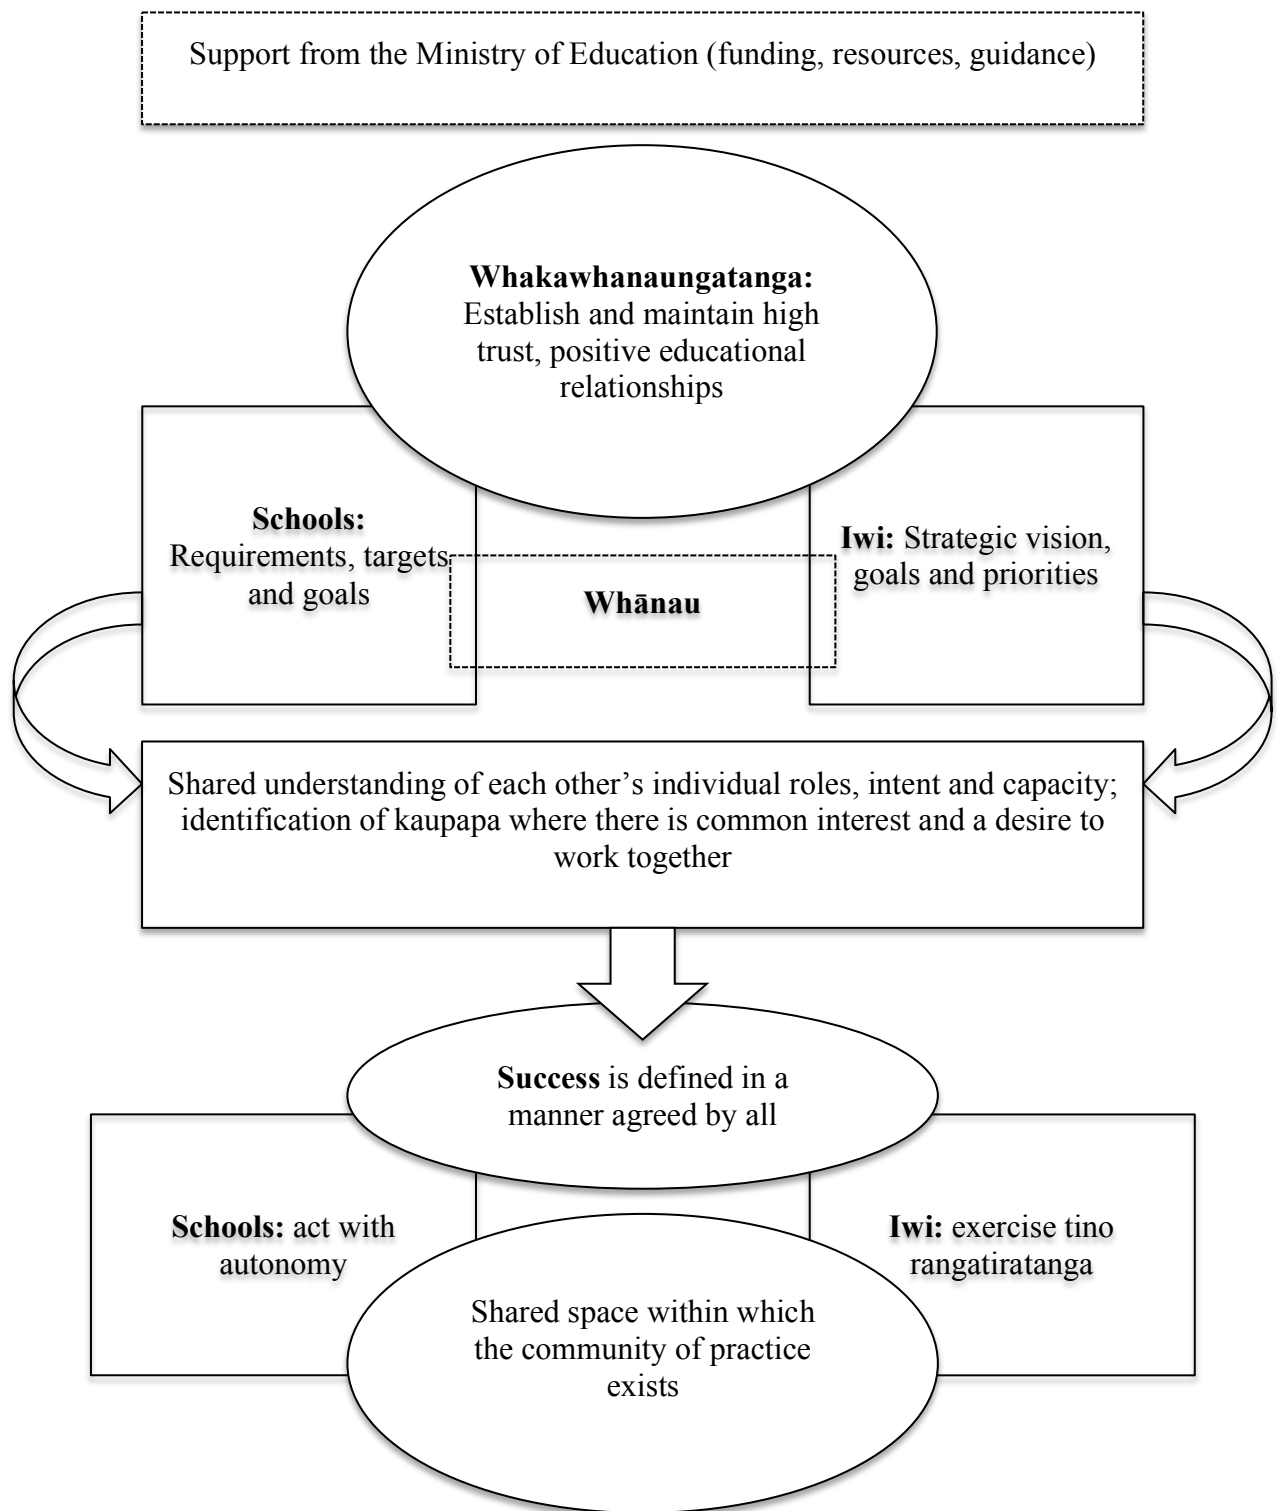 Support from the Ministry of Education (funding, resources, guidance)
Whakawhanaungatanga:
Establish and maintain high
trust, positive educational
relationships
Schools:
Requirements, targets
and goals
Whānau
Iwi: Strategic vision,
goals and priorities
Shared understanding of each other’s individual roles, intent and capacity;
identification of kaupapa where there is common interest and a desire to
work together
Success is defined in a
manner agreed by all
Schools: act with
autonomy
Iwi: exercise tino
rangatiratanga
Shared space within which
the community of practice
exists